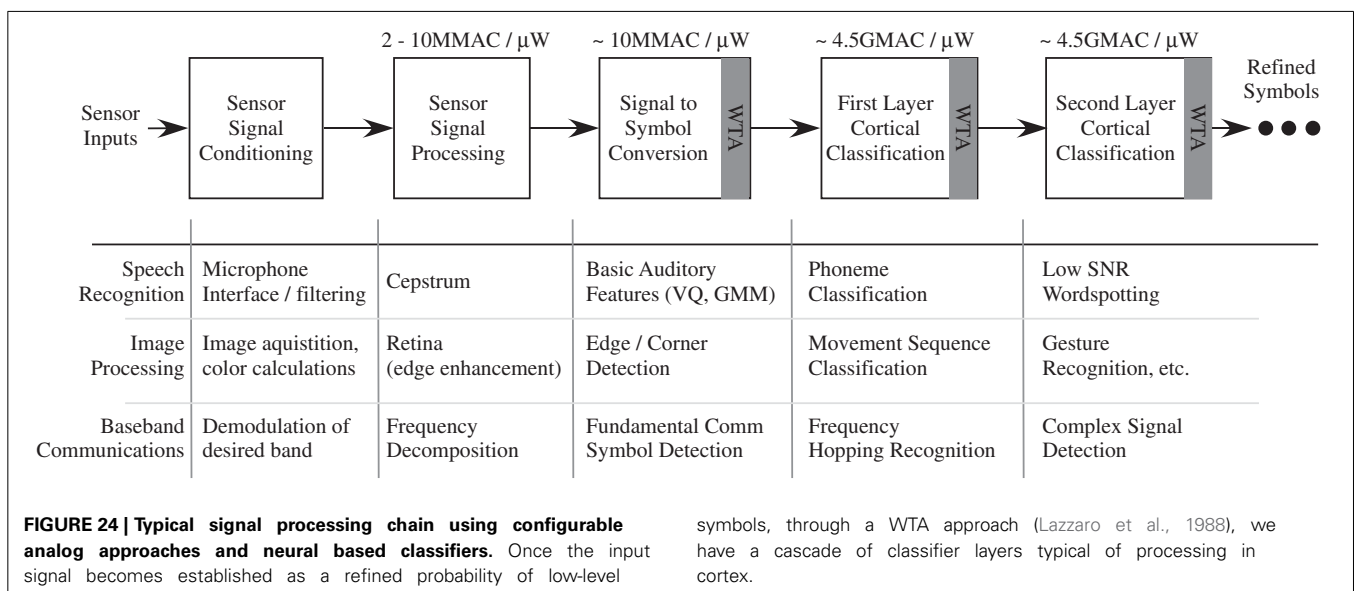 2 - 10MMAC / µW
~ 10MMAC / µW
~ 4.5GMAC / µW
~ 4.5GMAC / µW
Sensor
Inputs
Sensor
Signal
Conditioning
Sensor
Signal
Processing
Signal to
Symbol
Conversion
WTA
First Layer
Cortical
Classification
WTA
Second Layer
Cortical
Classification
WTA
Refined
Symbols
Speech
Recognition
Microphone
Interface / filtering
Cepstrum
Basic Auditory
Features (VQ, GMM)
Phoneme
Classification
Low SNR
Wordspotting
Image
Processing
Image aquistition,
color calculations
Retina
(edge enhancement)
Edge / Corner
Detection
Movement Sequence
Classification
Gesture
Recognition, etc.
Baseband
Communications
Demodulation of
desired band
Frequency
Decomposition
Fundamental Comm
Symbol Detection
Frequency
Hopping Recognition
Complex Signal
Detection
FIGURE 24 | Typical signal processing chain using configurable
analog approaches and neural based classifiers. Once the input
signal becomes established as a refined probability of low-level
symbols, through a WTA approach (Lazzaro et al., 1988), we
have a cascade of classifier layers typical of processing in
cortex.